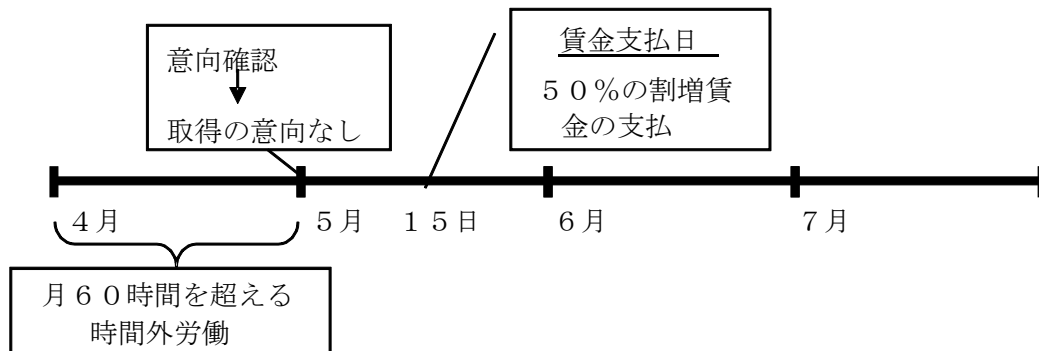 意向確認
取得の意向なし
賃金支払日
５０％の割増賃
金の支払
４月
５月
１５日
６月
７月
月６０時間を超える
時間外労働